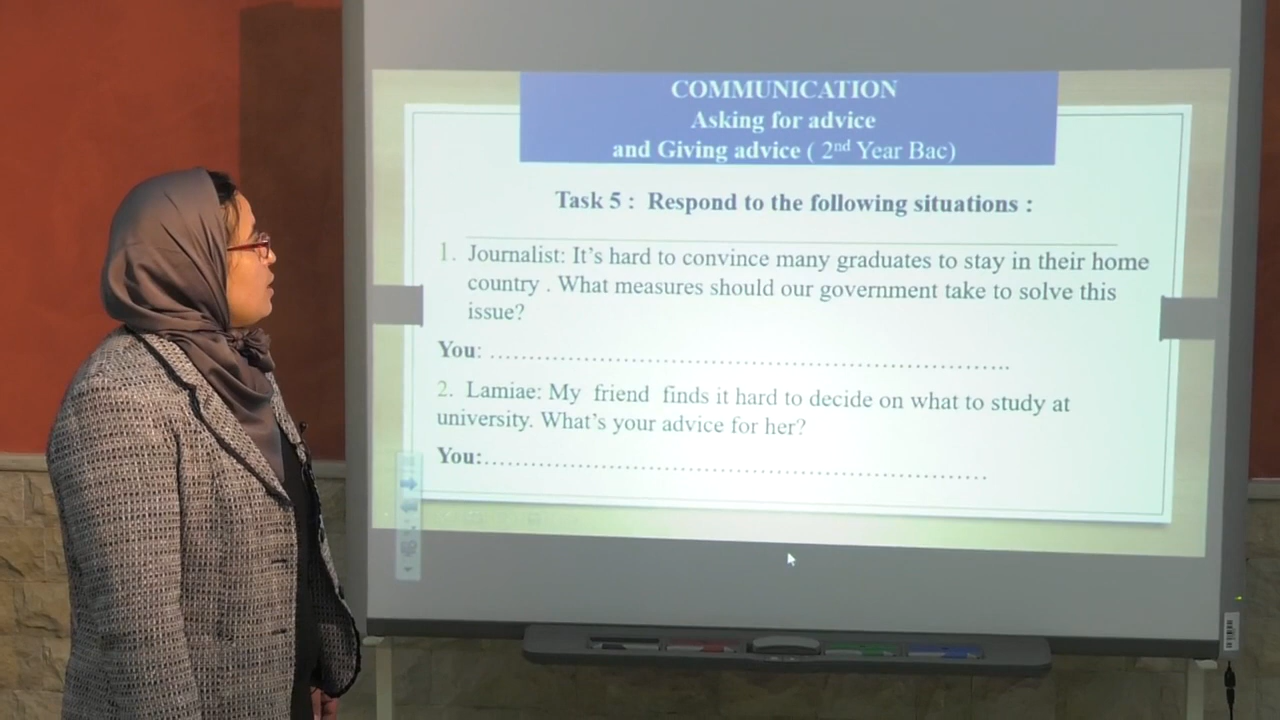 COMMUNICATION
Asking for advice
and Giving advice ( 2nd Year Bac)
Task 5 : Respond to the following situations :
1. Journalist: It's hard to convince many graduates to stay in their home
country . What measures should our government take to solve this
issue?
You: ...............................................................................
2. Lamiae: My friend finds it hard to decide on what to study at
university. What's your advice for her?
You:............................................................................